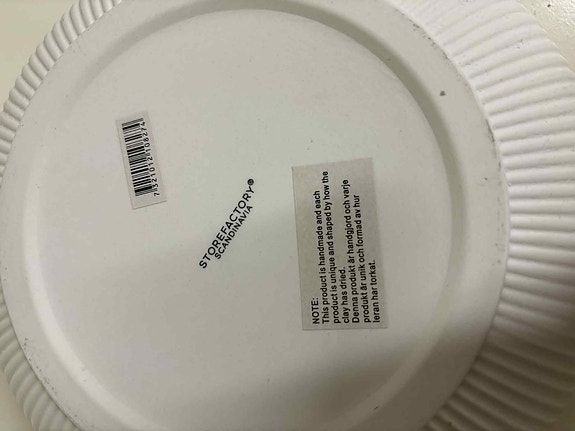 7321012108274
STOREFACTORY®
SCANDINAVIA
NOTE:
This product is handmade and each
product is unique and shaped by how the
clay has dried.
Denna produkt är handgjord och varje
produkt är unik och formad av hur
leran har torkat.